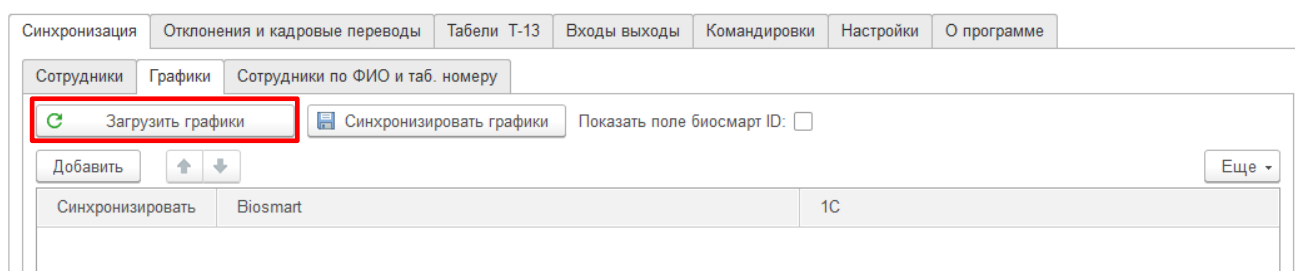 Синхронизация Отклонения и кадровые переводы Табели Т-13 Входы выходы Командировки Настройки О программе
Сотрудники Графики Сотрудники по ФИО и таб. номеру
Загрузить графики Синхронизировать графики Показать поле биосмарт ID:
Добавить Еще
Синхронизировать Biosmart 1С